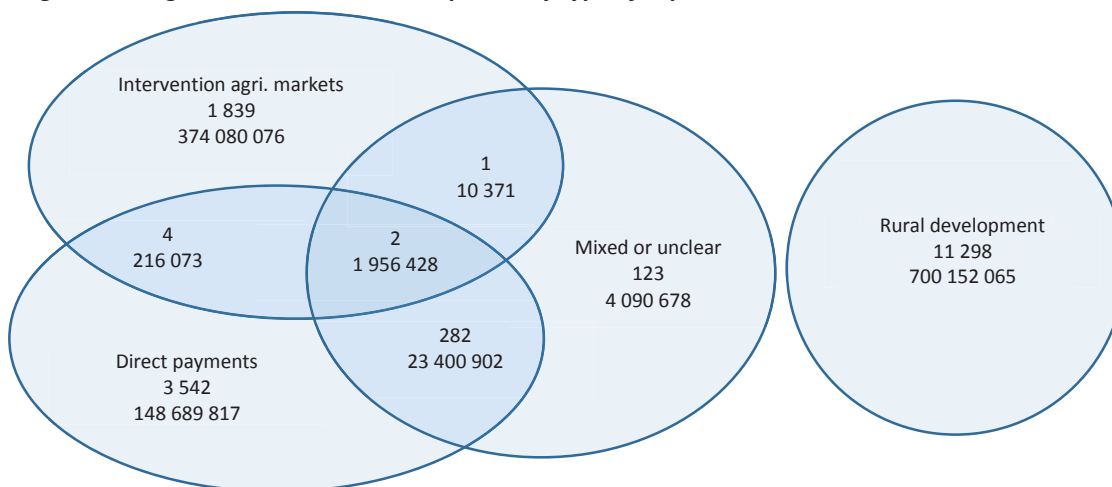 Intervention agri. markets
1 839
374 080 076
1
10 371
4
216 073
2
1 956 428
Mixed or unclear
123
4 090 678
282
23 400 902
Direct payments
3 542
148 689 817
Rural development
11 298
700 152 065